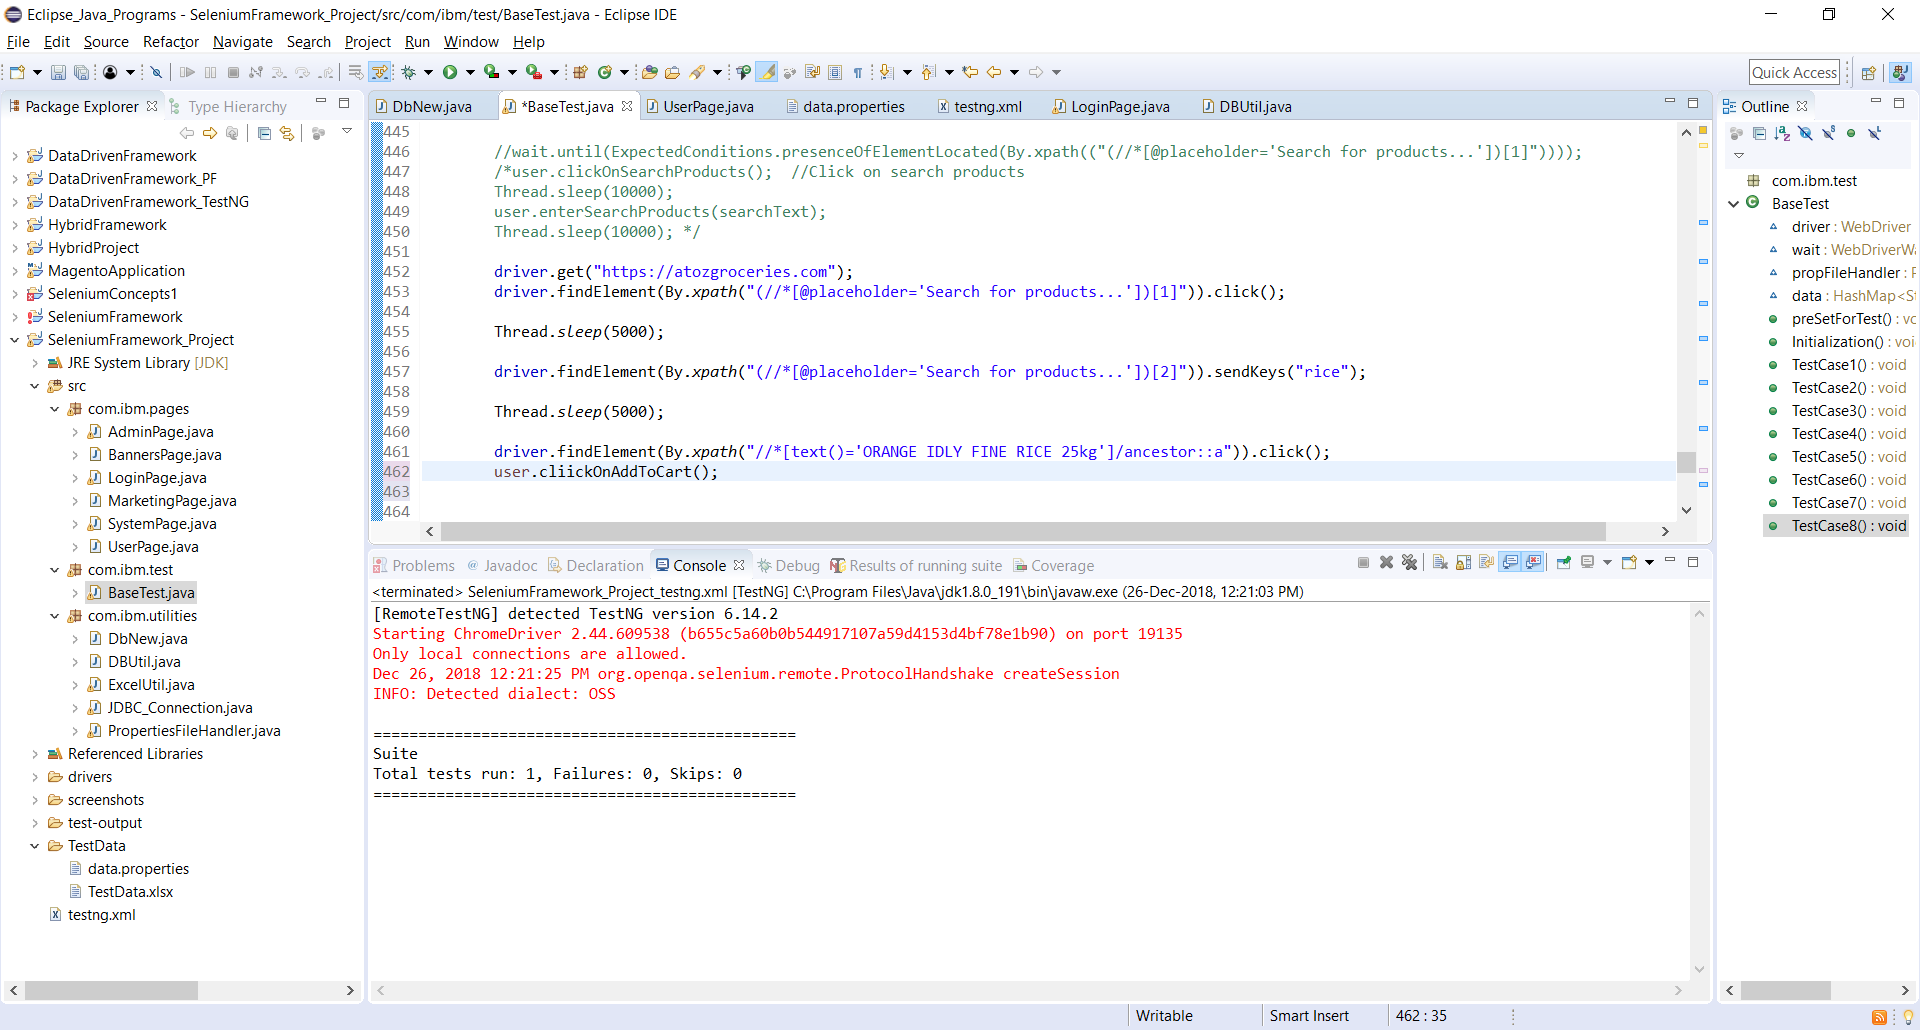 Eclipse_Java_Programs - SeleniumFramework_Project/src/com/ibm/test/BaseTest.java - Eclipse IDE
File Edit Source Refactor Navigate Search Project Run Window Help
Quick Access
Package Explorer Type Hierarchy
DataDrivenFramework
DataDrivenFramework_PF
DataDrivenFramework_TestNG
HybridFramework
HybridProject
MagentoApplication
SeleniumConcepts1
SeleniumFramework
SeleniumFramework_Project
JRE System Library [JDK]
src
com.ibm.pages
AdminPage.java
BannersPage.java
LoginPage.java
MarketingPage.java
SystemPage.java
UserPage.java
com.ibm.test
BaseTest.java
com.ibm.utilities
DbNew.java
DBUtil.java
ExcelUtil.java
JDBC_Connection.java
PropertiesFileHandler.java
Referenced Libraries
drivers
screenshots
test-output
TestData
data.properties
TestData.xlsx
testng.xml
DbNew.java *BaseTest.java UserPage.java data.properties testng.xml LoginPage.java DBUtil.java
445
446 //wait.until(ExpectedConditions.presenceOfElementLocated(By.xpath(("(//*[@placeholder='Search for products...'])[1]"))));
447 /*user.clickOnSearchProducts(); //Click on search products
448 Thread.sleep(10000);
449 user.enterSearchProducts(searchText);
450 Thread.sleep(10000); */
451
452 driver.get("https://atozgroceries.com");
453 driver.findElement(By.xpath("(//*[@placeholder='Search for products...'])[1]")).click();
454
455 Thread.sleep(5000);
456
457 driver.findElement(By.xpath("(//*[@placeholder='Search for products...'])[2]")).sendKeys("rice");
458
459 Thread.sleep(5000);
460
461 driver.findElement(By.xpath("//*[text()='ORANGE IDLY FINE RICE 25kg']/ancestor::a")).click();
462 user.cliickOnAddToCart();
463
464
Problems @ Javadoc Declaration Console Debug Results of running suite Coverage
<terminated> SeleniumFramework_Project_testng.xml [TestNG] C:\Program Files\Java\jdk1.8.0_191\bin\javaw.exe (26-Dec-2018, 12:21:03 PM)
[RemoteTestNG] detected TestNG version 6.14.2
Starting ChromeDriver 2.44.609538 (b655c5a60b0b544917107a59d4153d4bf78e1b90) on port 19135
Only local connections are allowed.
Dec 26, 2018 12:21:25 PM org.openqa.selenium.remote.ProtocolHandshake createSession
INFO: Detected dialect: OSS
===============================================
Suite
Total tests run: 1, Failures: 0, Skips: 0
===============================================
Outline
com.ibm.test
BaseTest
driver : WebDriver
wait : WebDriverWa
propFileHandler : P
data : HashMap<St
preSetForTest() : vo
Initialization() : voi
TestCase1() : void
TestCase2() : void
TestCase3() : void
TestCase4() : void
TestCase5() : void
TestCase6() : void
TestCase7() : void
TestCase8() : void
Writable Smart Insert 462 : 35